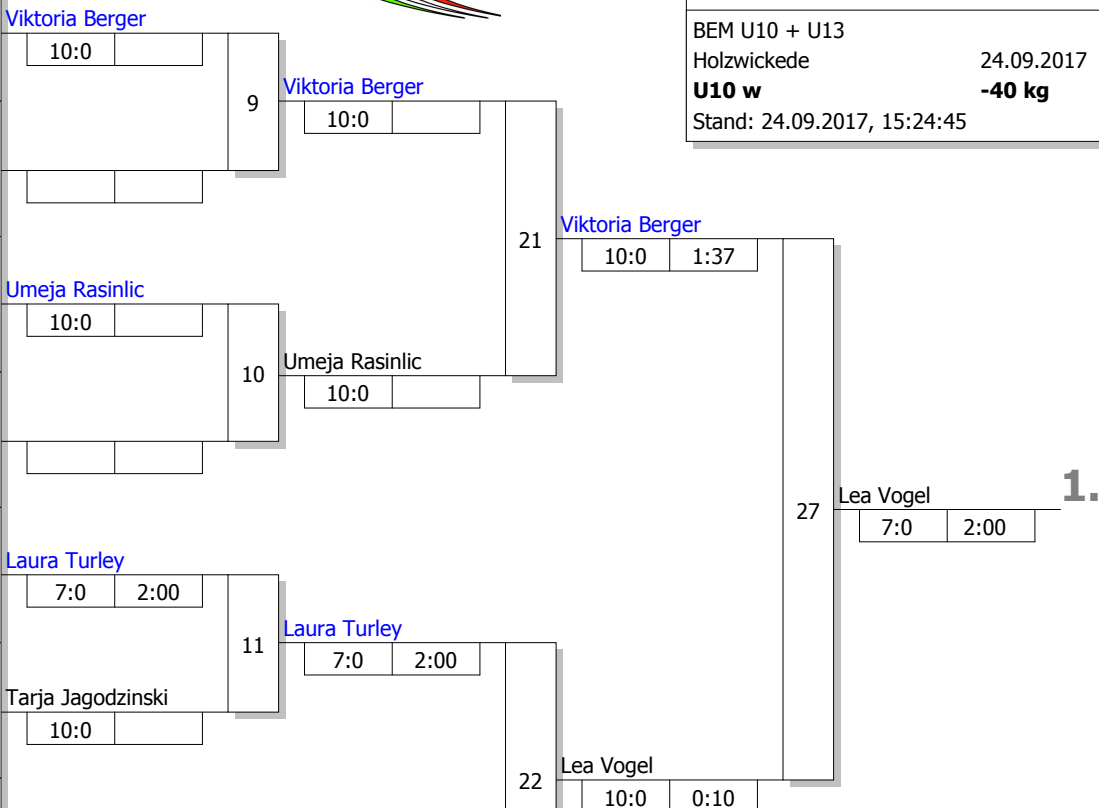 Viktoria Berger
10:0
9
Viktoria Berger
10:0
BEM U10 + U13
Holzwickede 24.09.2017
U10 w -40 kg
Stand: 24.09.2017, 15:24:45
21
Viktoria Berger
10:0 1:37
Umeja Rasinlic
10:0
10
Umeja Rasinlic
10:0
27
Lea Vogel
1.
7:0 2:00
Laura Turley
7:0 2:00
11
Laura Turley
7:0 2:00
Tarja Jagodzinski
10:0
22
Lea Vogel
10:0 0:10